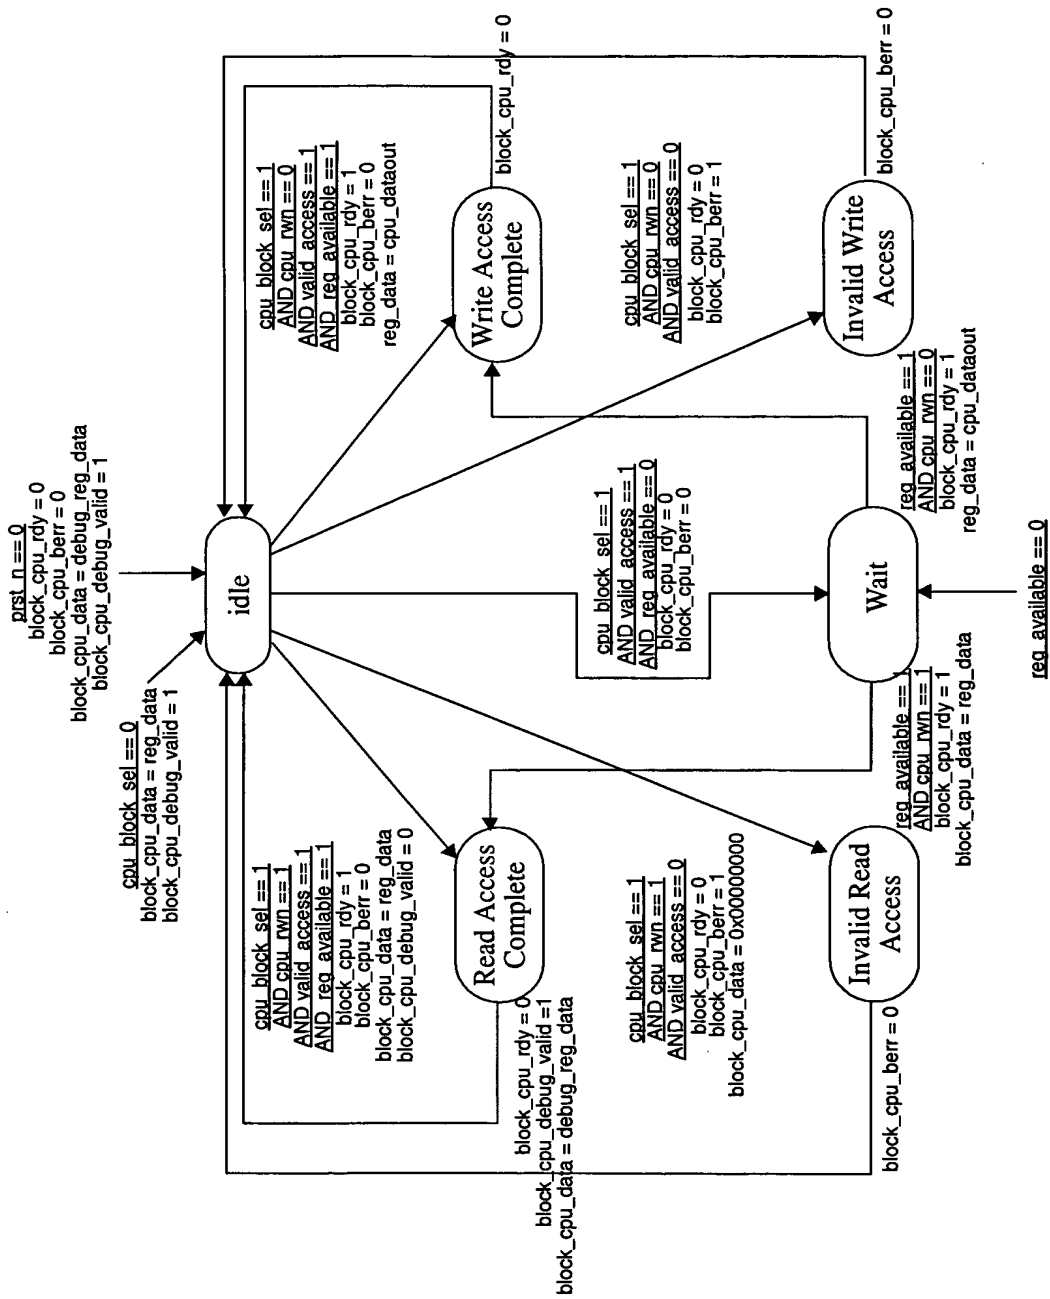 prst_n == 0
block_cpu_rdy = 0
block_cpu_berr = 0
block_cpu_data = debug_reg_data
block_cpu_debug_valid = 1
cpu_block_sel == 0
block_cpu_data = reg_data
block_cpu_debug_valid = 1
idle
cpu_block_sel == 1
AND cpu_rwn == 1
AND valid_access == 1
AND reg_available == 1
block_cpu_rdy = 1
block_cpu_berr = 0
block_cpu_data = reg_data
block_cpu_debug_valid = 0
cpu_block_sel == 1
AND cpu_rwn == 0
AND valid_access == 1
AND reg_available == 1
block_cpu_rdy = 1
block_cpu_berr = 0
reg_data = cpu_dataout
Read Access
Complete
block_cpu_rdy = 0
block_cpu_debug_valid =1
block_cpu_data = debug_reg_data
Write Access
Complete
block_cpu_rdy = 0
cpu_block_sel == 1
AND cpu_rwn == 1
AND valid_access == 0
block_cpu_rdy = 0
block_cpu_berr = 1
block_cpu_data = 0x00000000
cpu_block_sel == 1
AND valid_access == 1
AND reg_available == 0
block_cpu_rdy = 0
block_cpu_berr = 0
cpu_block_sel == 1
AND cpu_rwn == 0
AND valid_access == 0
block_cpu_rdy = 0
block_cpu_berr = 1
Invalid Read
Access
block_cpu_berr = 0
Wait
Invalid Write
Access
block_cpu_berr = 0
reg_available == 1
AND cpu_rwn == 1
block_cpu_rdy = 1
block_cpu_data = reg_data
reg_available == 1
AND cpu_rwn == 0
block_cpu_rdy = 1
reg_data = cpu_dataout
reg_available == 0